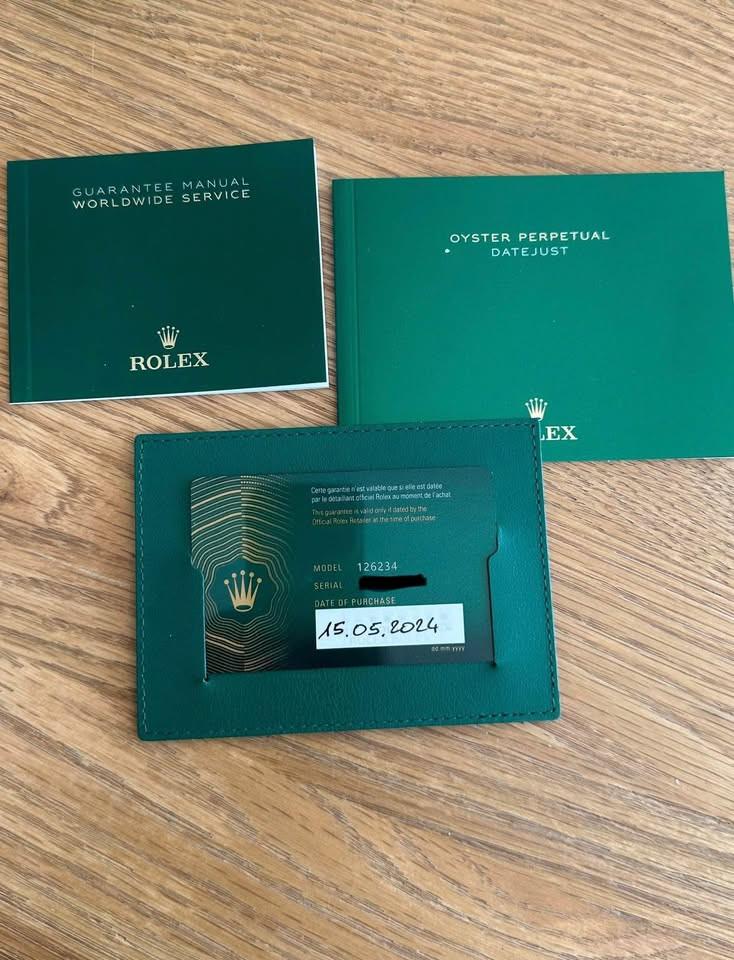 GUARANTEE MANUAL
WORLDWIDE SERVICE
ROLEX
OYSTER PERPETUAL
DATEJUST
LEX
Cette garantie n'est valable que si elle est datée
par le détaillant officiel Rolex au moment de l'achat
This guarantee is valid only if dated by the
Official Rolex Retailer at the time of purchase
MODEL 126234
SERIAL
DATE OF PURCHASE
15.05.2024
dd mm yyyy